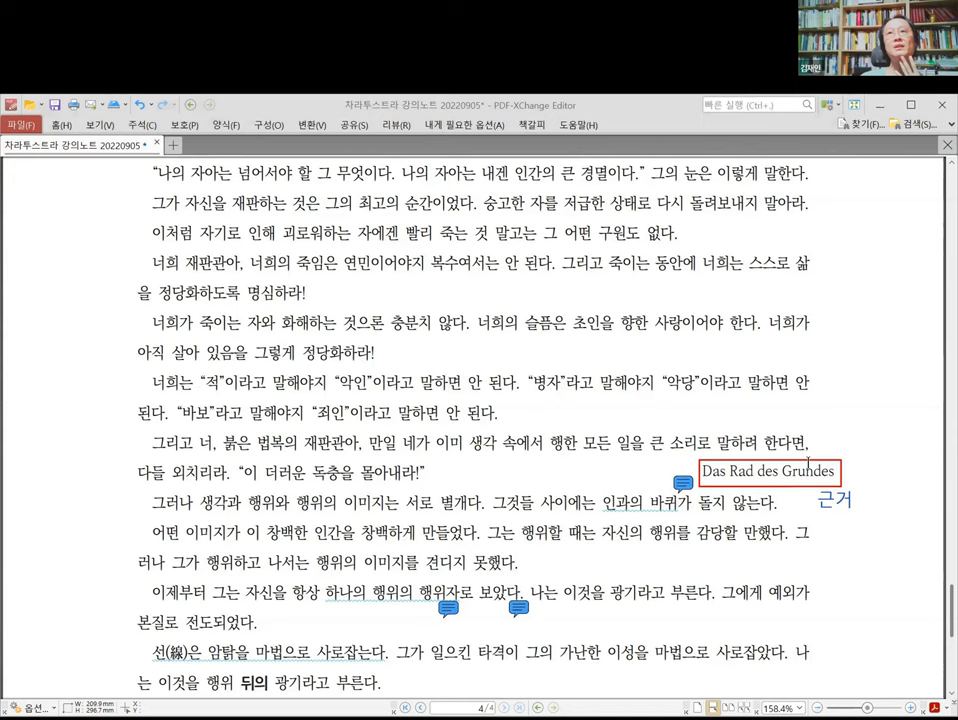 김재인
차라투스트라 강의노트 20220905* - PDF-XChange Editor
빠른 실행 (Ctrl+.)
파일(F) 홈(H) 보기(V) 주석(C) 보호(P) 양식(F) 구성(O) 변환(V) 공유(S) 리뷰(R) 내게 필요한 옵션(A) 책갈피 도움말(H) 찾기(F)... 검색(S)...
차라투스트라 강의노트 20220905 *
“나의 자아는 넘어서야 할 그 무엇이다. 나의 자아는 내겐 인간의 큰 경멸이다.” 그의 눈은 이렇게 말한다.
그가 자신을 재판하는 것은 그의 최고의 순간이었다. 숭고한 자를 저급한 상태로 다시 돌려보내지 말아라.
이처럼 자기로 인해 괴로워하는 자에겐 빨리 죽는 것 말고는 그 어떤 구원도 없다.
너희 재판관아, 너희의 죽임은 연민이어야지 복수여서는 안 된다. 그리고 죽이는 동안에 너희는 스스로 삶
을 정당화하도록 명심하라!
너희가 죽이는 자와 화해하는 것으론 충분치 않다. 너희의 슬픔은 초인을 향한 사랑이어야 한다. 너희가
아직 살아 있음을 그렇게 정당화하라!
너희는 “적”이라고 말해야지 “악인”이라고 말하면 안 된다. “병자”라고 말해야지 “악당”이라고 말하면 안
된다. “바보”라고 말해야지 “죄인”이라고 말하면 안 된다.
그리고 너, 붉은 법복의 재판관아, 만일 네가 이미 생각 속에서 행한 모든 일을 큰 소리로 말하려 한다면,
다들 외치리라. “이 더러운 독충을 몰아내라!”
Das Rad des Grundes
근거
그러나 생각과 행위와 행위의 이미지는 서로 별개다. 그것들 사이에는 인과의 바퀴가 돌지 않는다.
어떤 이미지가 이 창백한 인간을 창백하게 만들었다. 그는 행위할 때는 자신의 행위를 감당할 만했다. 그
러나 그가 행위하고 나서는 행위의 이미지를 견디지 못했다.
이제부터 그는 자신을 항상 하나의 행위의 행위자로 보았다. 나는 이것을 광기라고 부른다. 그에게 예외가
본질로 전도되었다.
선(線)은 암탉을 마법으로 사로잡는다. 그가 일으킨 타격이 그의 가난한 이성을 마법으로 사로잡았다. 나
는 이것을 행위 뒤의 광기라고 부른다.
옵션... W: 209.9mm H: 296.7mm X: Y: 4/4 158.4%